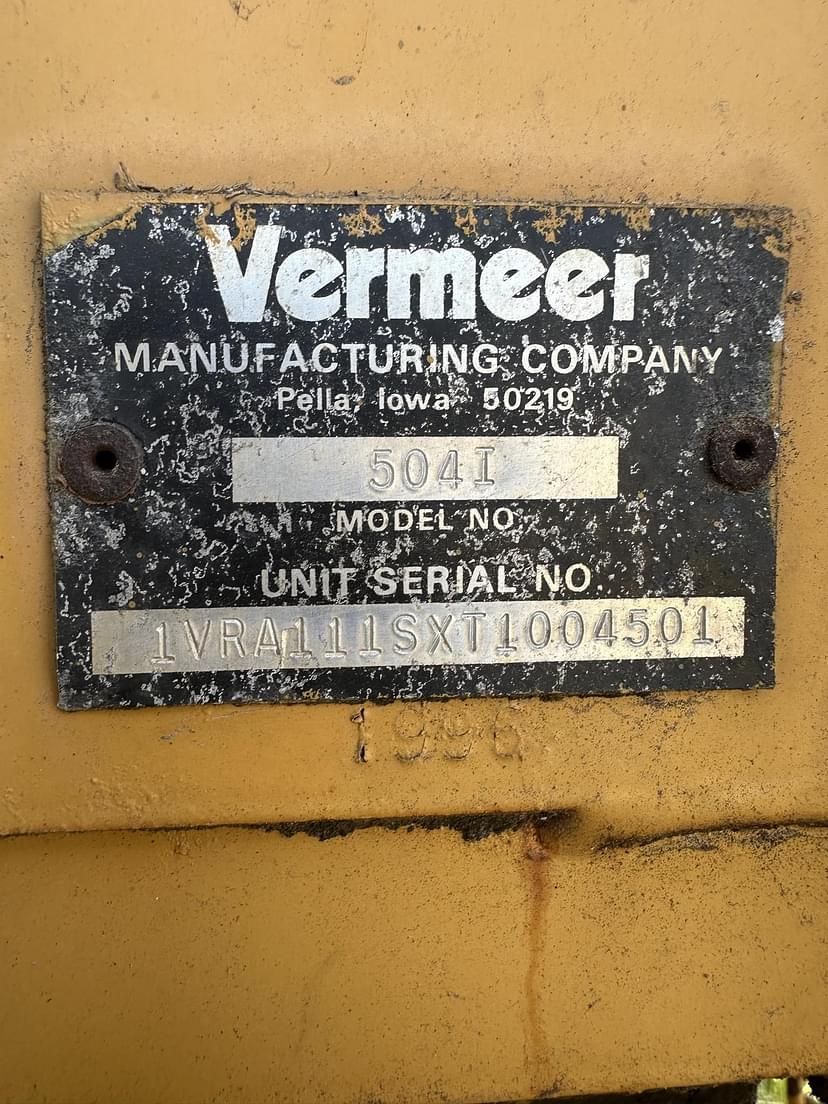 Vermeer
MANUFACTURING COMPANY
Pella, Iowa 50219
504I
MODEL NO
UNIT SERIAL NO.
1VRA111SXT1004501
1996